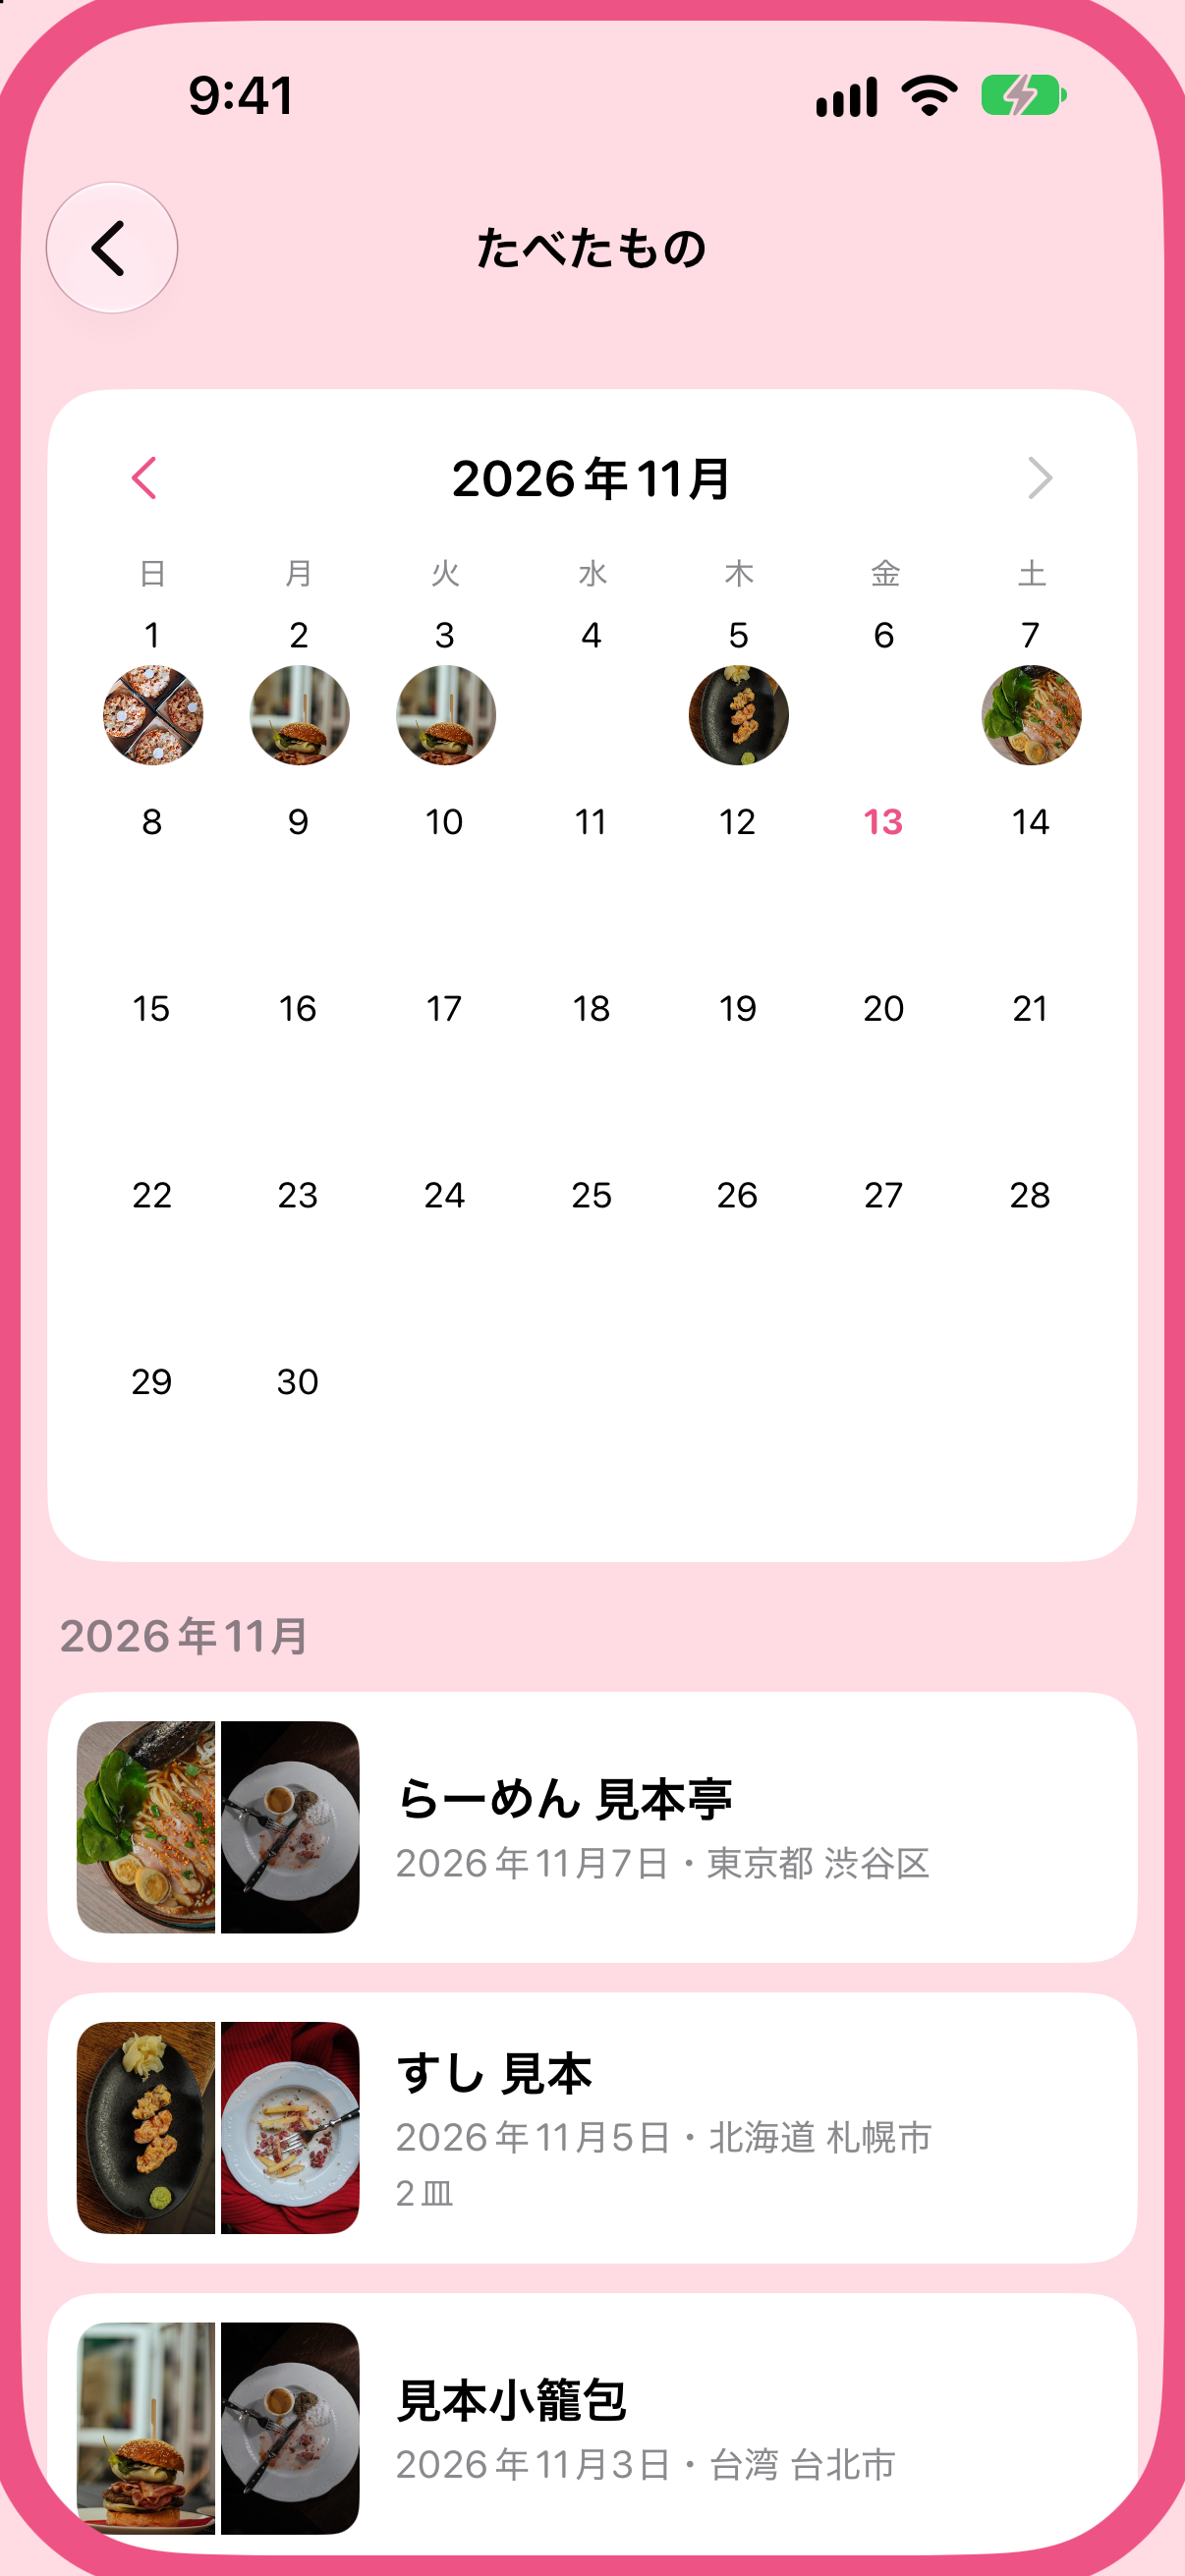 9:41
たべたもの
2026年11月
日 月 火 水 木 金 土
1 2 3 4 5 6 7
8 9 10 11 12 13 14
15 16 17 18 19 20 21
22 23 24 25 26 27 28
29 30
2026年11月
らーめん 見本亭
2026年11月7日・東京都 渋谷区
すし 見本
2026年11月5日・北海道 札幌市
2皿
見本小籠包
2026年11月3日・台湾 台北市